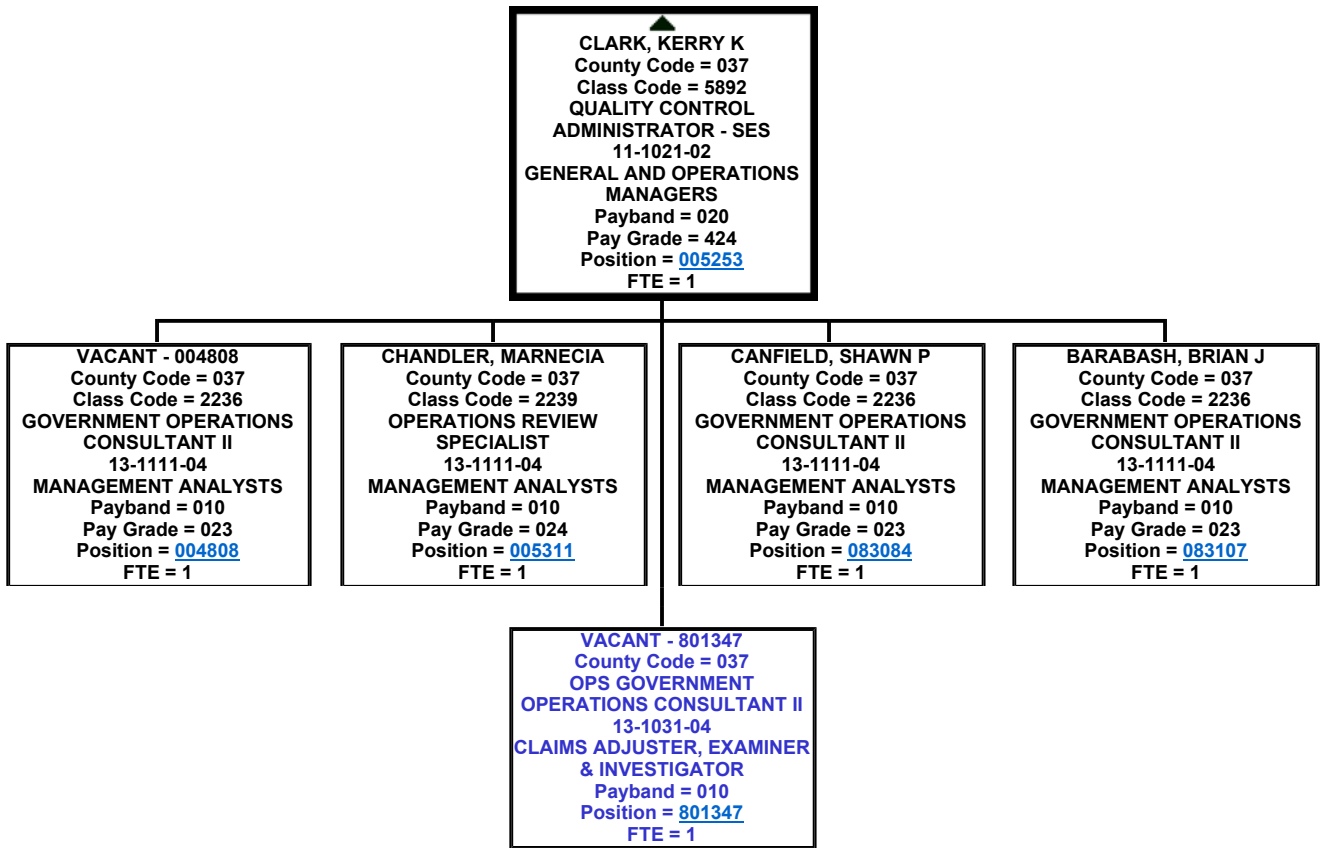 CLARK, KERRY K
County Code = 037
Class Code = 5892
QUALITY CONTROL
ADMINISTRATOR - SES
11-1021-02
GENERAL AND OPERATIONS
MANAGERS
Payband = 020
Pay Grade = 424
Position = 005253
FTE = 1
VACANT - 004808
County Code = 037
Class Code = 2236
GOVERNMENT OPERATIONS
CONSULTANT II
13-1111-04
MANAGEMENT ANALYSTS
Payband = 010
Pay Grade = 023
Position = 004808
FTE = 1
CHANDLER, MARNECIA
County Code = 037
Class Code = 2239
OPERATIONS REVIEW
SPECIALIST
13-1111-04
MANAGEMENT ANALYSTS
Payband = 010
Pay Grade = 024
Position = 005311
FTE = 1
CANFIELD, SHAWN P
County Code = 037
Class Code = 2236
GOVERNMENT OPERATIONS
CONSULTANT II
13-1111-04
MANAGEMENT ANALYSTS
Payband = 010
Pay Grade = 023
Position = 083084
FTE = 1
BARABASH, BRIAN J
County Code = 037
Class Code = 2236
GOVERNMENT OPERATIONS
CONSULTANT II
13-1111-04
MANAGEMENT ANALYSTS
Payband = 010
Pay Grade = 023
Position = 083107
FTE = 1
VACANT - 801347
County Code = 037
OPS GOVERNMENT
OPERATIONS CONSULTANT II
13-1031-04
CLAIMS ADJUSTER, EXAMINER
& INVESTIGATOR
Payband = 010
Position = 801347
FTE = 1